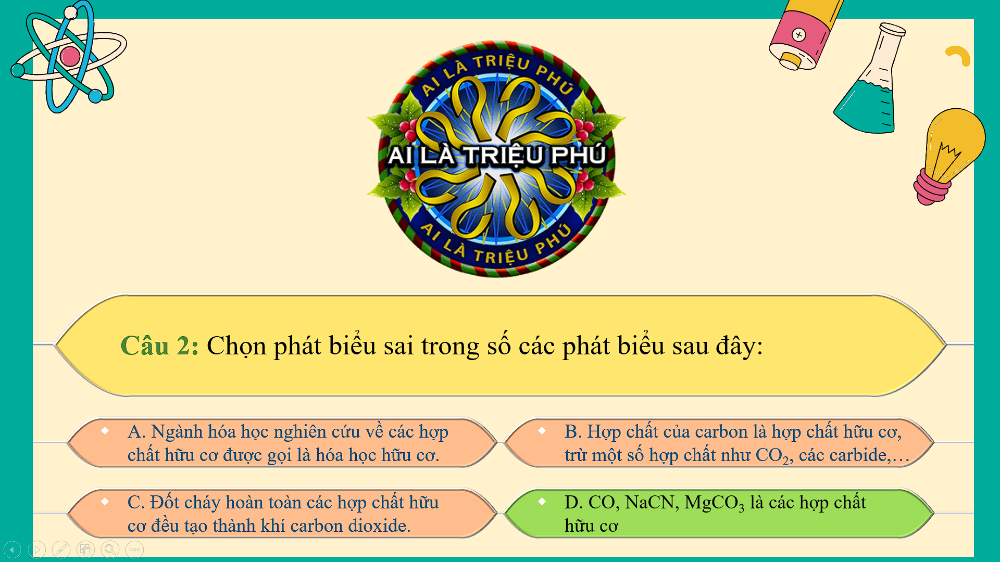 AI LÀ TRIỆU PHÚ
AI LÀ TRIỆU PHÚ
AI LÀ TRIỆU PHÚ
Câu 2: Chọn phát biểu sai trong số các phát biểu sau đây:
A. Ngành hóa học nghiên cứu về các hợp
chất hữu cơ được gọi là hóa học hữu cơ.
B. Hợp chất của carbon là hợp chất hữu cơ,
trừ một số hợp chất như CO₂, các carbide,…
C. Đốt cháy hoàn toàn các hợp chất hữu
cơ đều tạo thành khí carbon dioxide.
D. CO, NaCN, MgCO₃ là các hợp chất
hữu cơ